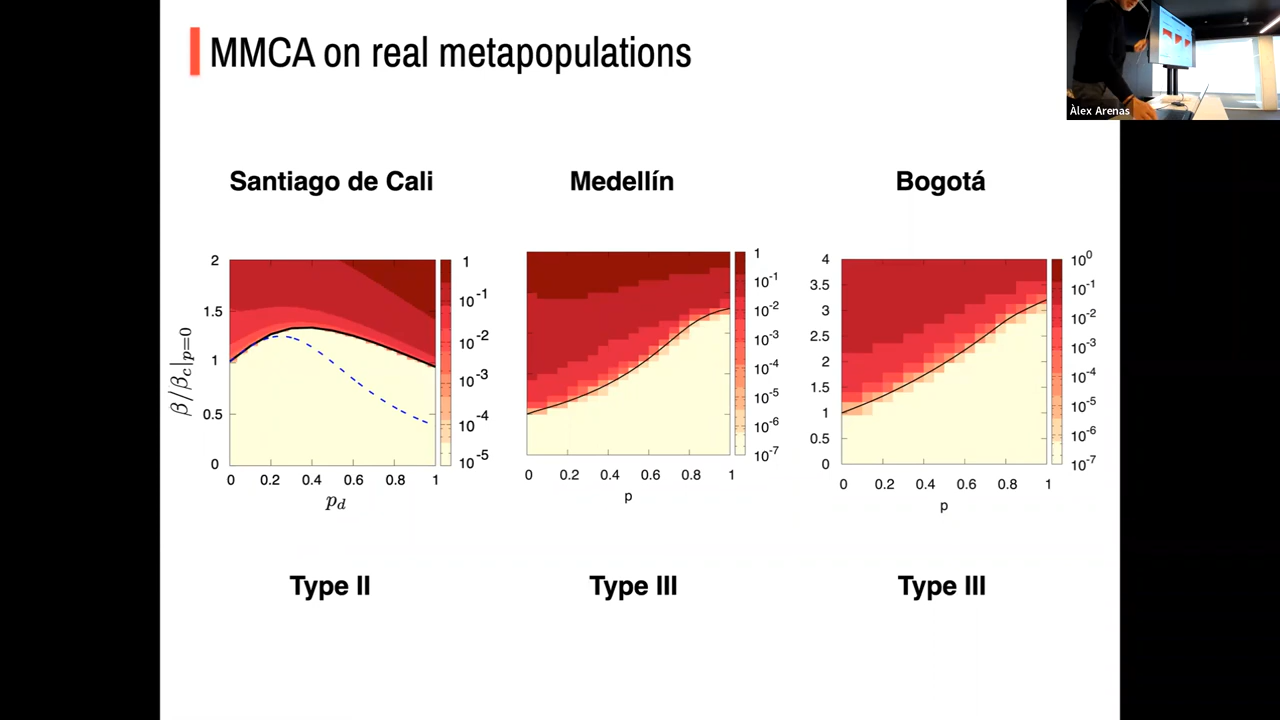 MMCA on real metapopulations
Àlex Arenas
Santiago de Cali
Medellín
Bogotá
β/βc|p=0
2
1.5
1
0.5
0
0 0.2 0.4 0.6 0.8 1
pd
1
10^-1
10^-2
10^-3
10^-4
10^-5
0 0.2 0.4 0.6 0.8 1
p
1
10^-1
10^-2
10^-3
10^-4
10^-5
10^-6
10^-7
4
3.5
3
2.5
2
1.5
1
0.5
0
0 0.2 0.4 0.6 0.8 1
p
10^0
10^-1
10^-2
10^-3
10^-4
10^-5
10^-6
10^-7
Type II
Type III
Type III